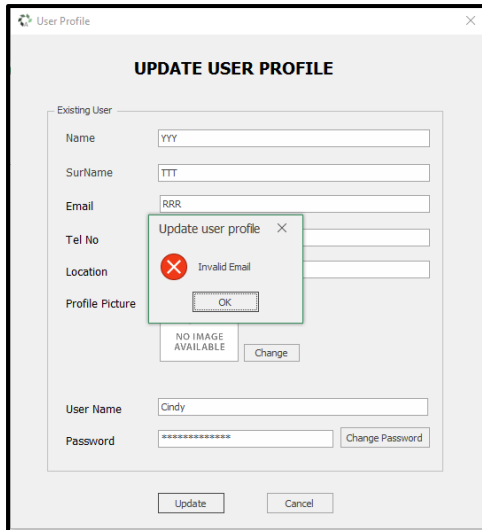 User Profile
UPDATE USER PROFILE
Existing User
Name YYY
SurName TTT
Email RRR
Update user profile
Tel No
Invalid Email
Location
OK
Profile Picture
NO IMAGE
AVAILABLE
Change
User Name Cindy
Password ************* Change Password
Update Cancel